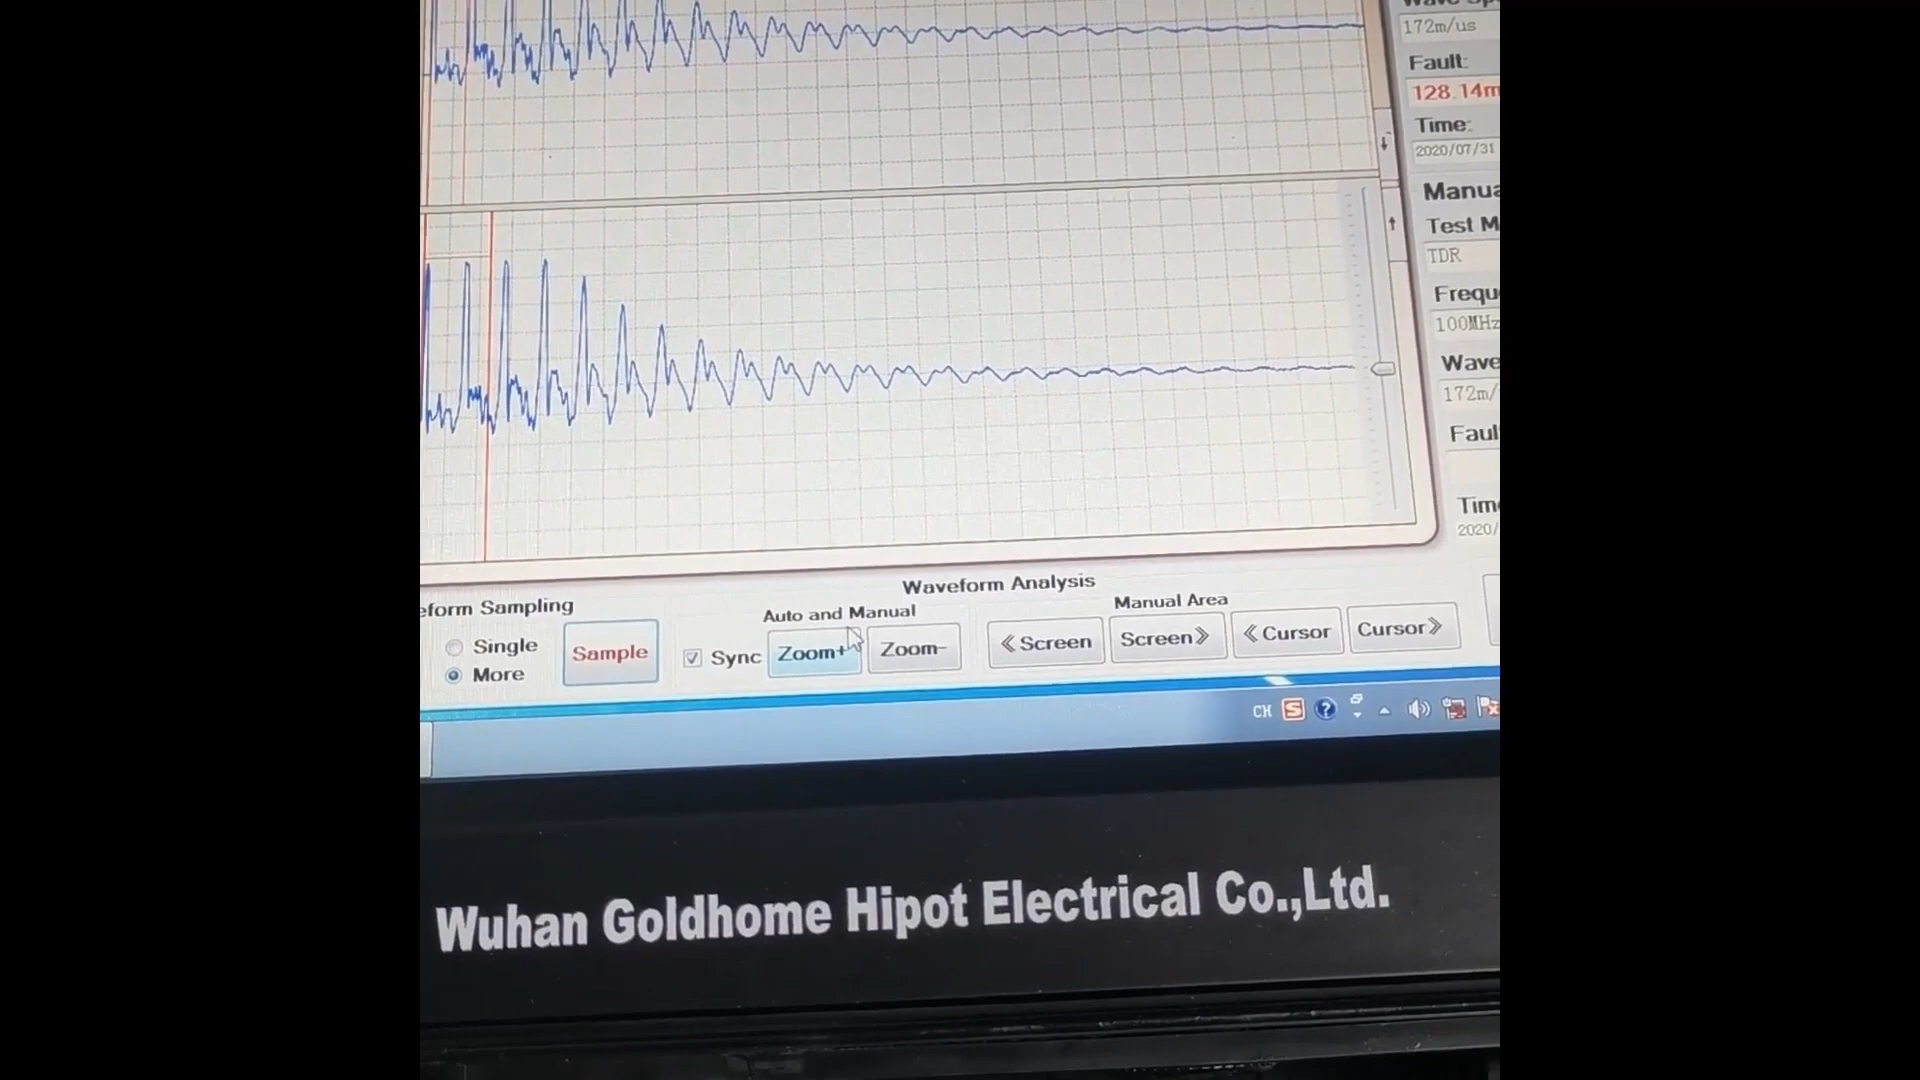 172m/us
Fault:
128.14m
Time:
2020/07/31
Manua
Test M
TDR
Frequ
100MHz
Wave
172m/
Faul
Time
2020/
eform Sampling
Single
More
Sample
Waveform Analysis
Auto and Manual
Sync
Zoom+
Zoom-
Manual Area
《Screen
Screen》
《Cursor
Cursor》
CH
Wuhan Goldhome Hipot Electrical Co.,Ltd.